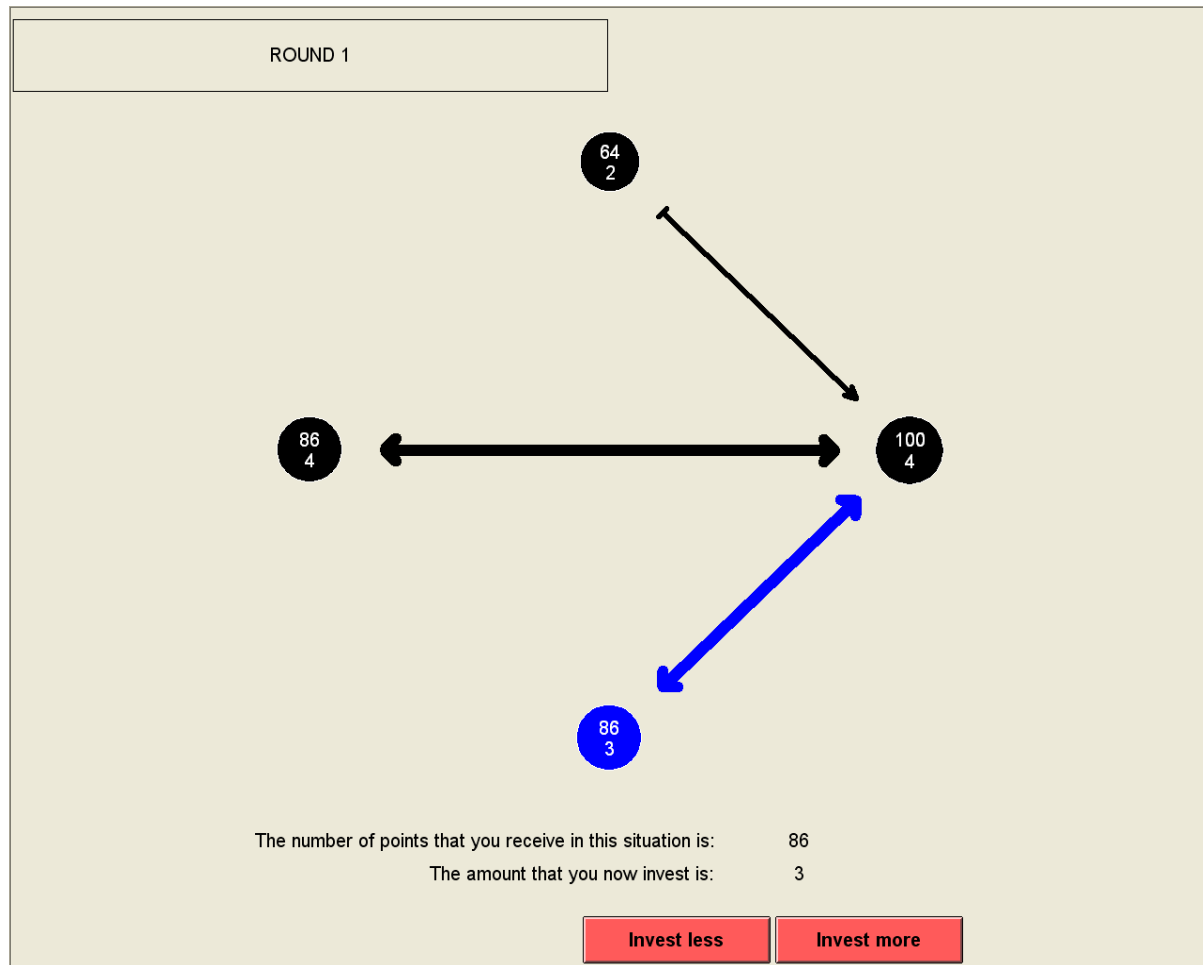 ROUND 1
64
2
86
4
100
4
86
3
The number of points that you receive in this situation is: 86
The amount that you now invest is: 3
Invest less Invest more